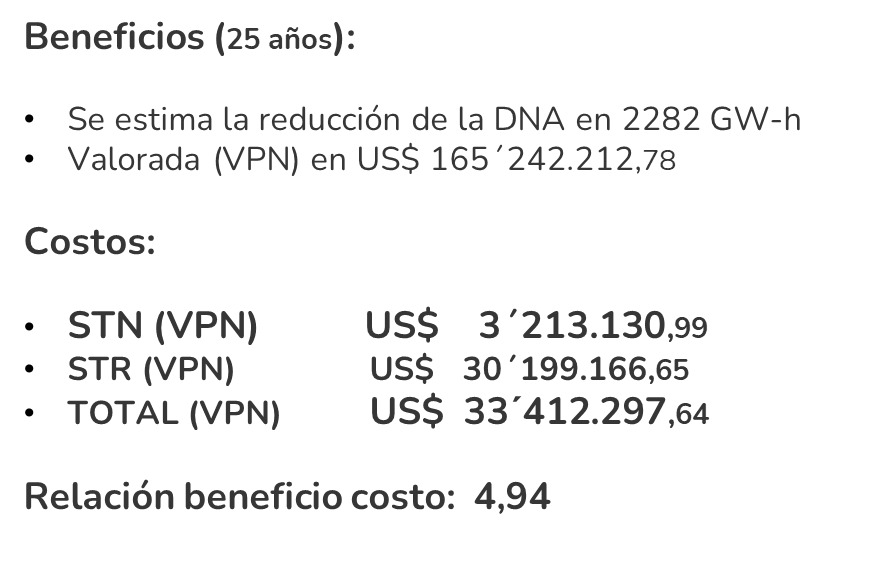 Beneficios (25 años):
• Se estima la reducción de la DNA en 2282 GW-h
• Valorada (VPN) en US$ 165´242.212,78
Costos:
• STN (VPN) US$ 3´213.130,99
• STR (VPN) US$ 30´199.166,65
• TOTAL (VPN) US$ 33´412.297,64
Relación beneficio costo: 4,94